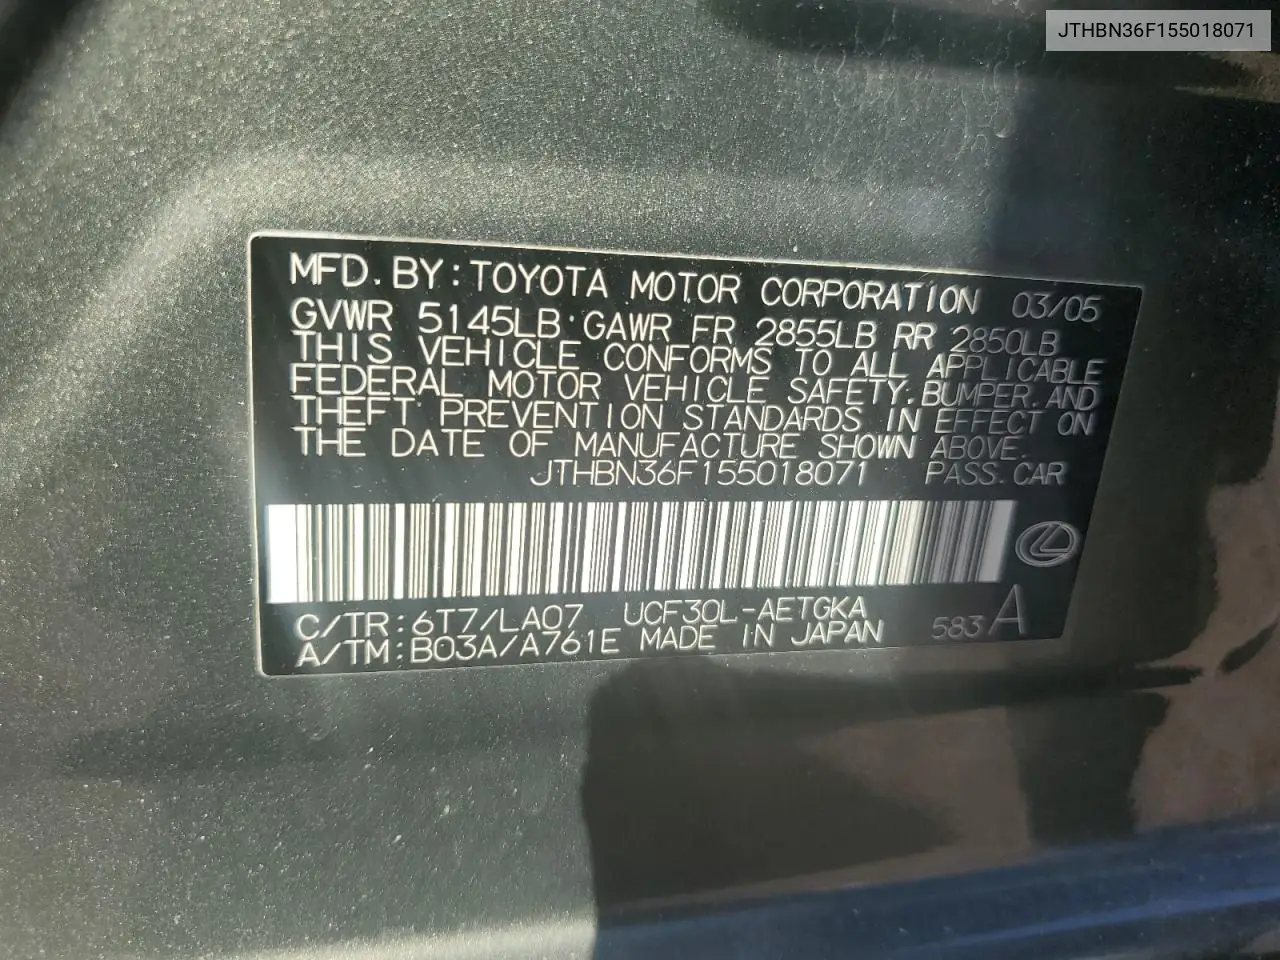 JTHBN36F155018071
MFD. BY: TOYOTA MOTOR CORPORATION 03/05
GVWR 5145LB GAWR FR 2855LB RR 2850LB
THIS VEHICLE CONFORMS TO ALL APPLICABLE
FEDERAL MOTOR VEHICLE SAFETY, BUMPER, AND
THEFT PREVENTION STANDARDS IN EFFECT ON
THE DATE OF MANUFACTURE SHOWN ABOVE.
JTHBN36F155018071 PASS. CAR
C/TR: 6T7/LA07 UCF30L-AETGKA
A/TM: B03A/A761E MADE IN JAPAN 583 A